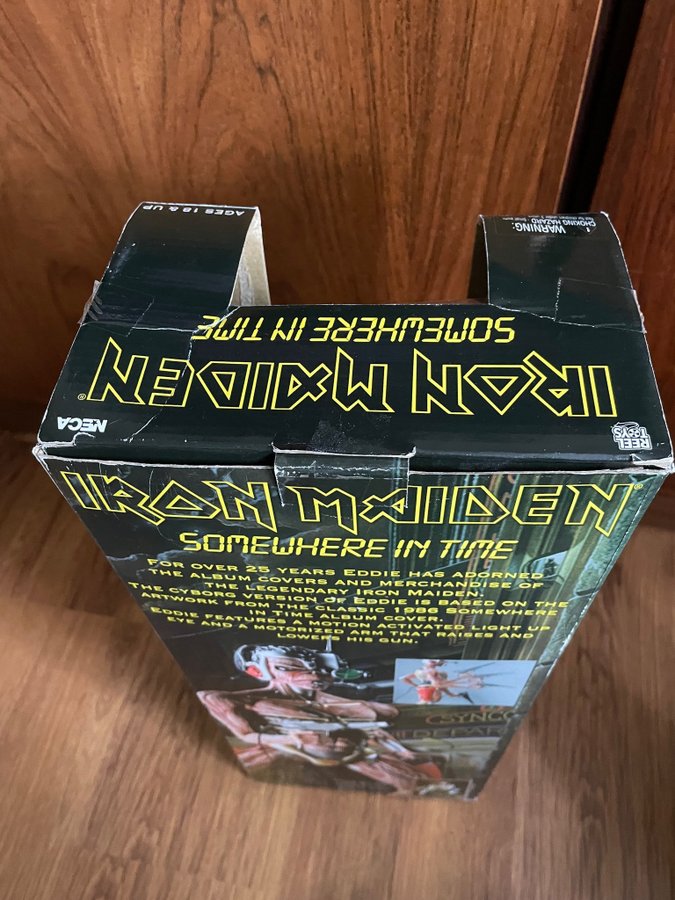 AGES 18 & UP
WARNING:
CHOKING HAZARD
SOMEWHERE IN TIME
IRON MAIDEN®
NECA
REEL
TOYS
IRON MAIDEN®
SOMEWHERE IN TIME
FOR OVER 25 YEARS EDDIE HAS ADORNED
THE ALBUM COVERS AND MERCHANDISE OF
THE LEGENDARY IRON MAIDEN.
THE CYBORG VERSION OF EDDIE IS BASED ON THE
ARTWORK FROM THE CLASSIC 1986 SOMEWHERE
IN TIME ALBUM COVER.
EDDIE FEATURES A MOTION ACTIVATED LIGHT UP
EYE AND A MOTORIZED ARM THAT RAISES AND
LOWERS HIS GUN.